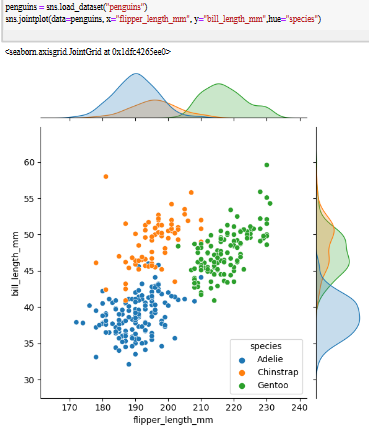 penguins = sns.load_dataset("penguins")
sns.jointplot(data=penguins, x="flipper_length_mm", y="bill_length_mm",hue="species")
<seaborn.axisgrid.JointGrid at 0x1dfc4265ee0>
60
55
50
45
40
35
30
bill_length_mm
species
Adelie
Chinstrap
Gentoo
170 180 190 200 210 220 230 240
flipper_length_mm